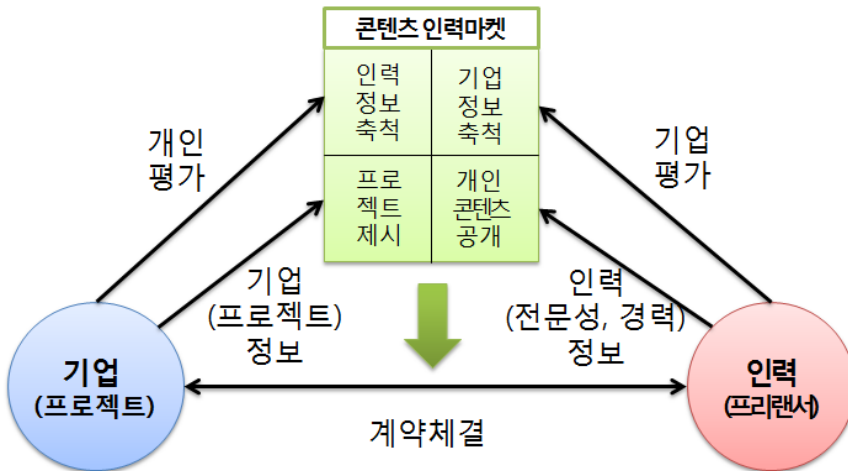 콘텐츠 인력마켓
인력
정보
축척
기업
정보
축척
프로
젝트
제시
개인
콘텐츠
공개
개인
평가
기업
평가
기업
(프로젝트)
정보
인력
(전문성, 경력)
정보
기업
(프로젝트)
인력
(프리랜서)
계약체결